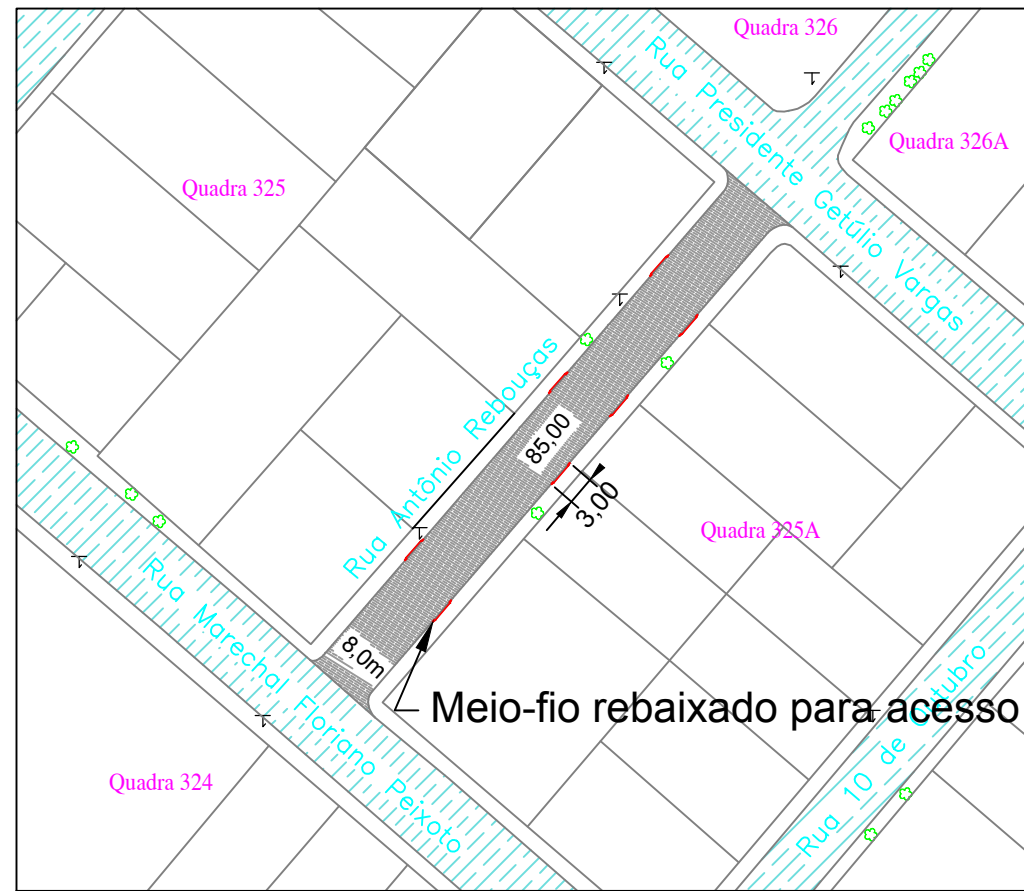 Quadra 326
Rua Presidente Getúlio Vargas
Quadra 326A
Quadra 325
Rua Antônio Rebouças
85,00
3,00
Quadra 325A
8,0m
Meio-fio rebaixado para acesso
Rua Marechal Floriano Peixoto
Rua 10 de Outubro
Quadra 324